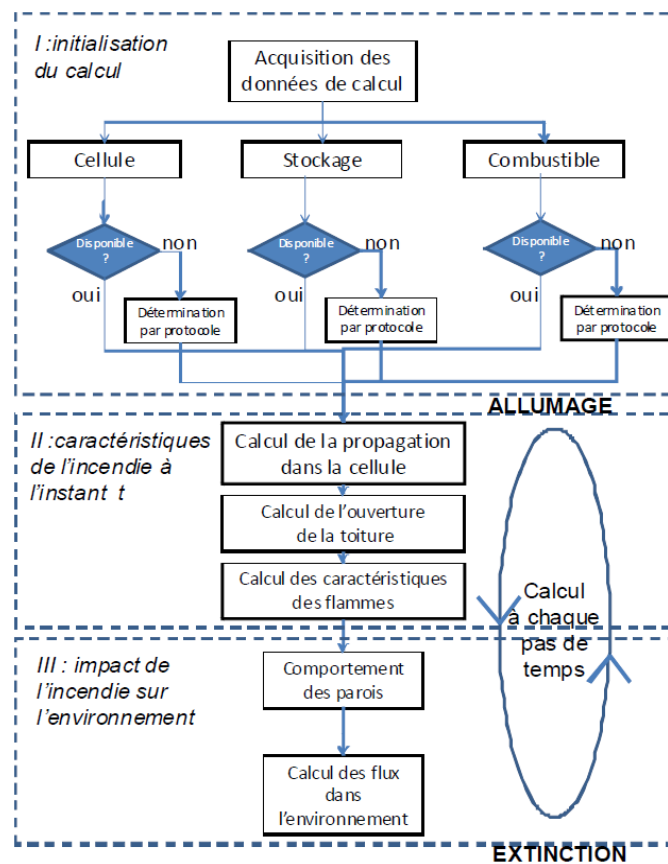 I :initialisation
du calcul
Acquisition des
données de calcul
Cellule
Stockage
Combustible
Disponible
?
non
oui
Disponible
?
non
oui
Disponible
?
non
oui
Détermination
par protocole
Détermination
par protocole
Détermination
par protocole
ALLUMAGE
II :caractéristiques
de l'incendie à
l'instant t
Calcul de la propagation
dans la cellule
Calcul de l'ouverture
de la toiture
Calcul des caractéristiques
des flammes
Calcul
à chaque
pas de
temps
III : impact de
l'incendie sur
l'environnement
Comportement
des parois
Calcul des flux
dans
l'environnement
EXTINCTION